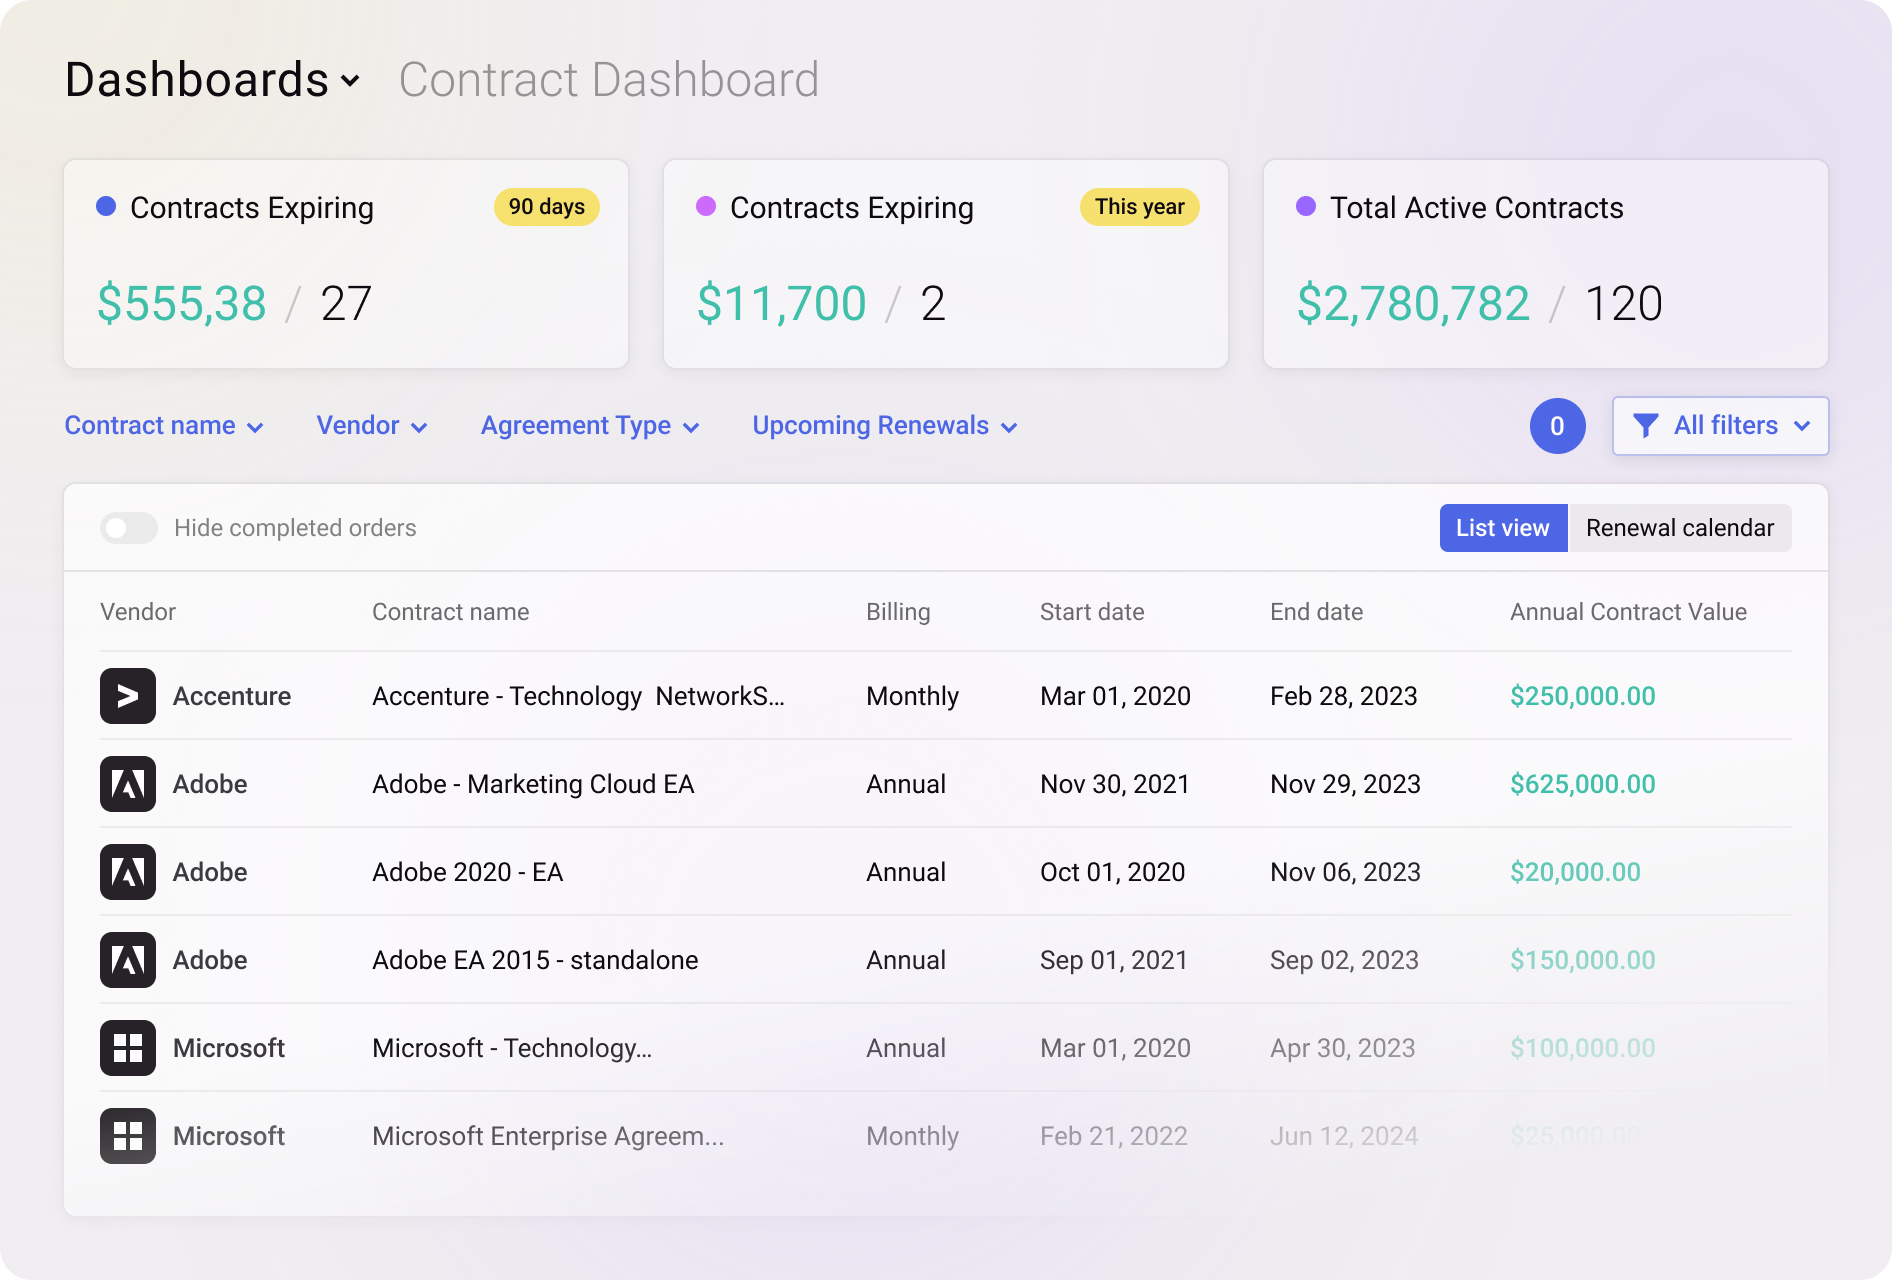 Dashboards Contract Dashboard
Contracts Expiring 90 days
$555,38 / 27
Contracts Expiring This year
$11,700 / 2
Total Active Contracts
$2,780,782 / 120
Contract name Vendor Agreement Type Upcoming Renewals 0 All filters
Hide completed orders List view Renewal calendar
Vendor Contract name Billing Start date End date Annual Contract Value
Accenture Accenture - Technology NetworkS... Monthly Mar 01, 2020 Feb 28, 2023 $250,000.00
Adobe Adobe - Marketing Cloud EA Annual Nov 30, 2021 Nov 29, 2023 $625,000.00
Adobe Adobe 2020 - EA Annual Oct 01, 2020 Nov 06, 2023 $20,000.00
Adobe Adobe EA 2015 - standalone Annual Sep 01, 2021 Sep 02, 2023 $150,000.00
Microsoft Microsoft - Technology... Annual Mar 01, 2020 Apr 30, 2023 $100,000.00
Microsoft Microsoft Enterprise Agreem... Monthly Feb 21, 2022 Jun 12, 2024 $25,000.00